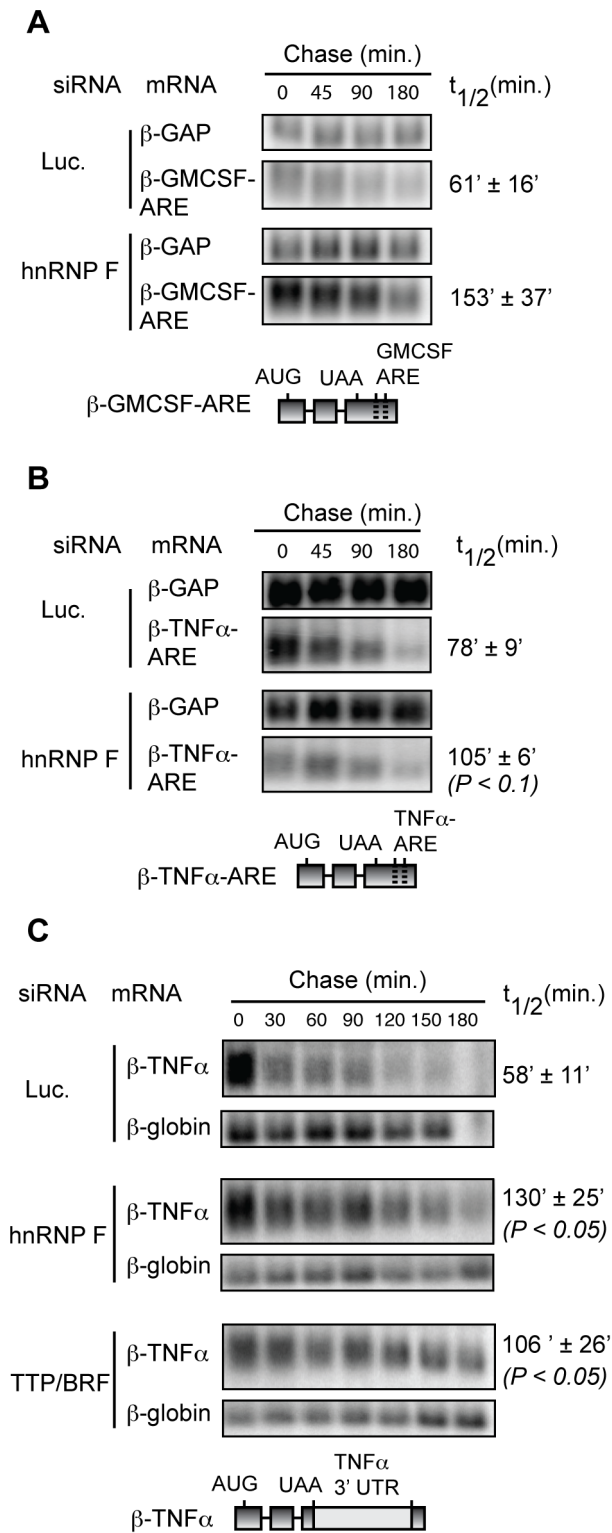 A
Chase (min.)
siRNA mRNA 0 45 90 180 t1/2(min.)
Luc.
β-GAP
β-GMCSF-
ARE
61’ ± 16’
hnRNP F
β-GAP
β-GMCSF-
ARE
153’ ± 37’
GMCSF
AUG UAA ARE
β-GMCSF-ARE
B
Chase (min.)
siRNA mRNA 0 45 90 180 t1/2(min.)
Luc.
β-GAP
β-TNFα-
ARE
78’ ± 9’
hnRNP F
β-GAP
β-TNFα-
ARE
105’ ± 6’
(P < 0.1)
TNFα-
AUG UAA ARE
β-TNFα-ARE
C
Chase (min.)
siRNA mRNA t1/2(min.)
0 30 60 90 120 150 180
Luc.
β-TNFα
58’ ± 11’
β-globin
hnRNP F
β-TNFα
130’ ± 25’
(P < 0.05)
β-globin
TTP/BRF
β-TNFα
106 ’ ± 26’
(P < 0.05)
β-globin
TNFα
AUG UAA 3’ UTR
β-TNFα